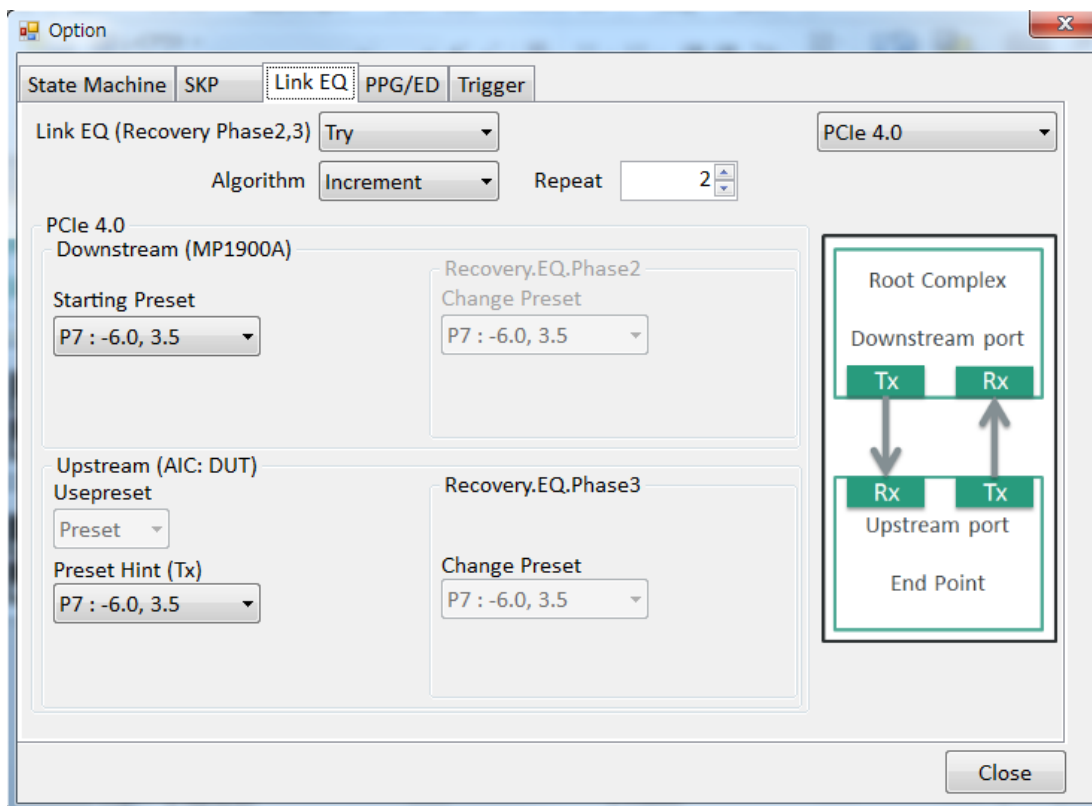 Option
State Machine SKP Link EQ PPG/ED Trigger
Link EQ (Recovery Phase2,3) Try PCIe 4.0
Algorithm Increment Repeat 2
PCIe 4.0
Downstream (MP1900A)
Recovery.EQ.Phase2
Starting Preset Change Preset
P7 : -6.0, 3.5 P7 : -6.0, 3.5
Upstream (AIC: DUT)
Usepreset Recovery.EQ.Phase3
Preset
Preset Hint (Tx) Change Preset
P7 : -6.0, 3.5 P7 : -6.0, 3.5
Root Complex
Downstream port
Tx Rx
Rx Tx
Upstream port
End Point
Close